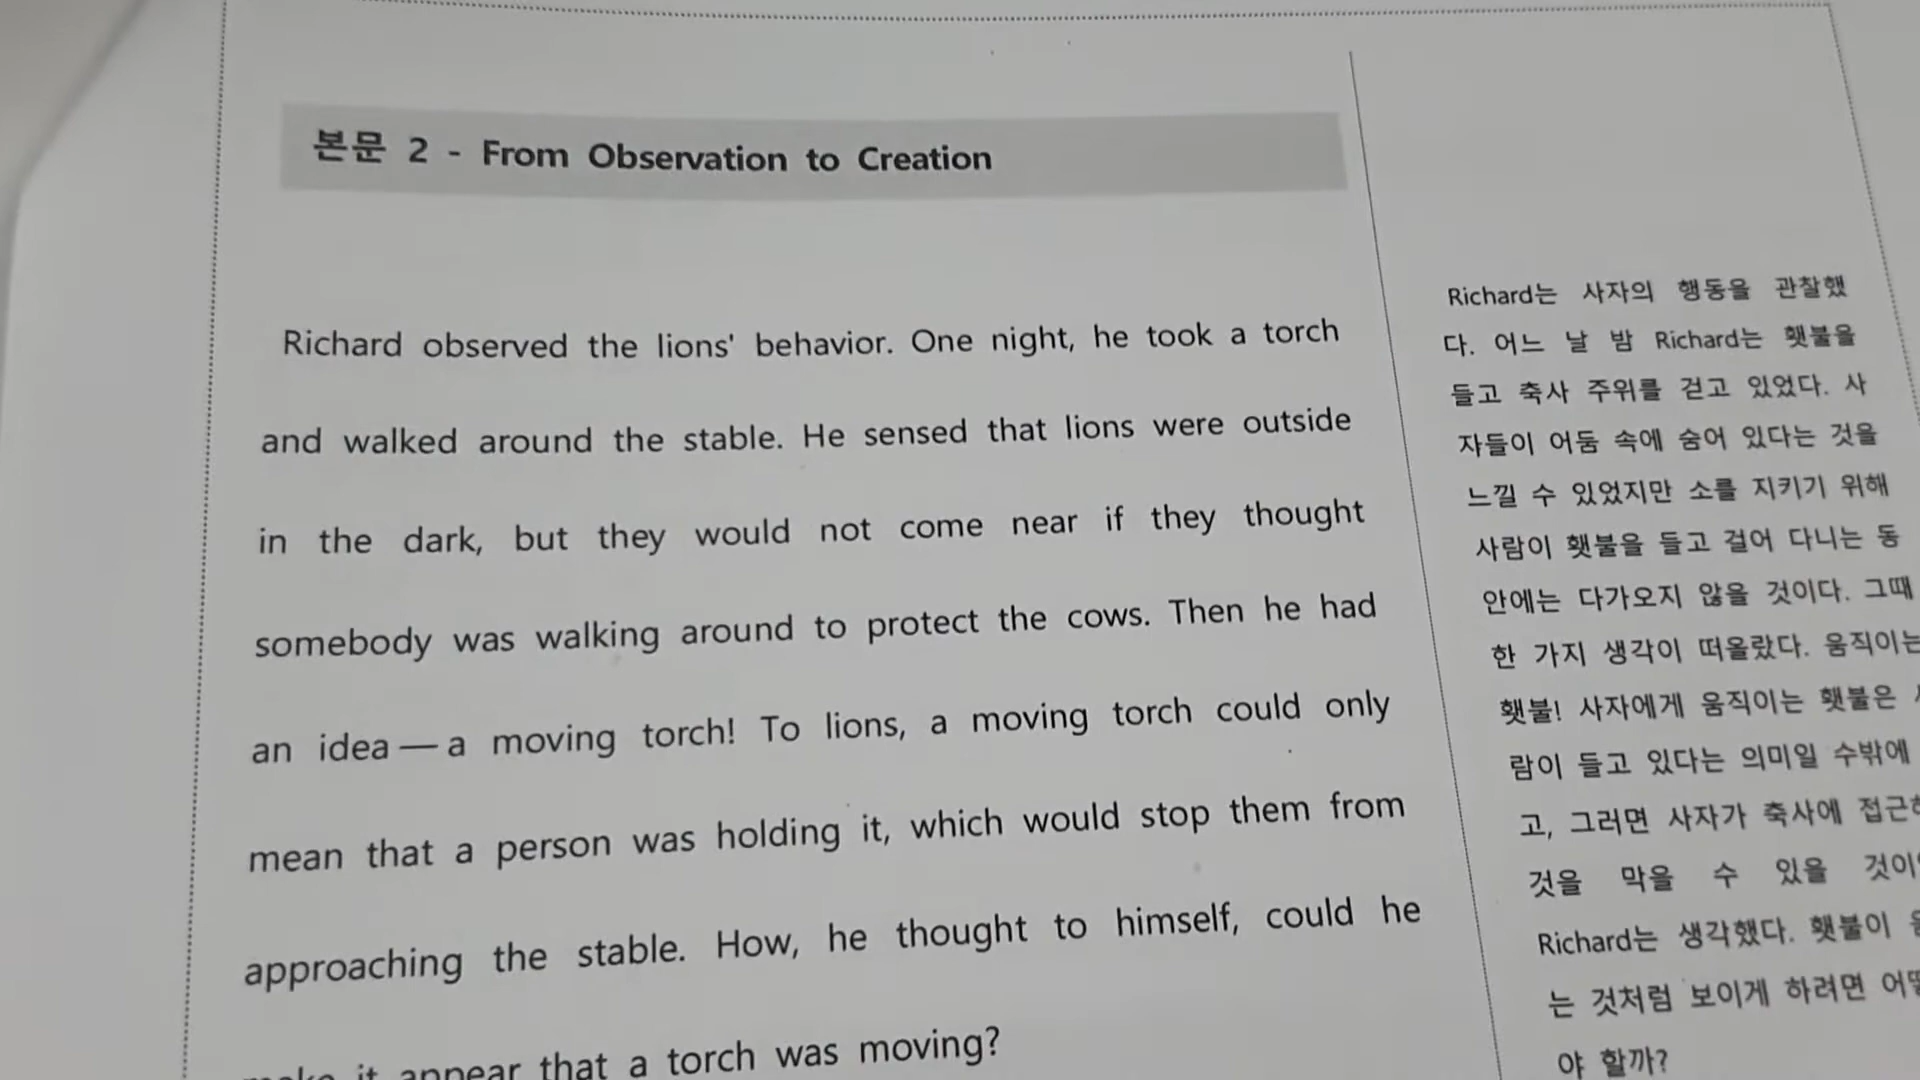 본문 2 - From Observation to Creation
Richard observed the lions' behavior. One night, he took a torch
and walked around the stable. He sensed that lions were outside
in the dark, but they would not come near if they thought
somebody was walking around to protect the cows. Then he had
an idea — a moving torch! To lions, a moving torch could only
mean that a person was holding it, which would stop them from
approaching the stable. How, he thought to himself, could he
make it appear that a torch was moving?
Richard는 사자의 행동을 관찰했
다. 어느 날 밤 Richard는 횃불을
들고 축사 주위를 걷고 있었다. 사
자들이 어둠 속에 숨어 있다는 것을
느낄 수 있었지만 소를 지키기 위해
사람이 횃불을 들고 걸어 다니는 동
안에는 다가오지 않을 것이다. 그때
한 가지 생각이 떠올랐다. 움직이는
횃불! 사자에게 움직이는 횃불은
람이 들고 있다는 의미일 수밖에
고, 그러면 사자가 축사에
것을 막을 수 있을
Richard는 생각했다. 횃불이
는 것처럼 보이게 하려면
야 할까?